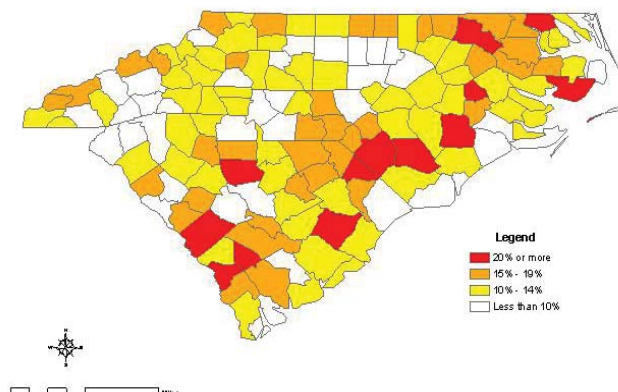 Legend
20% or more
15% - 19%
10% - 14%
Less than 10%
N
W
E
S